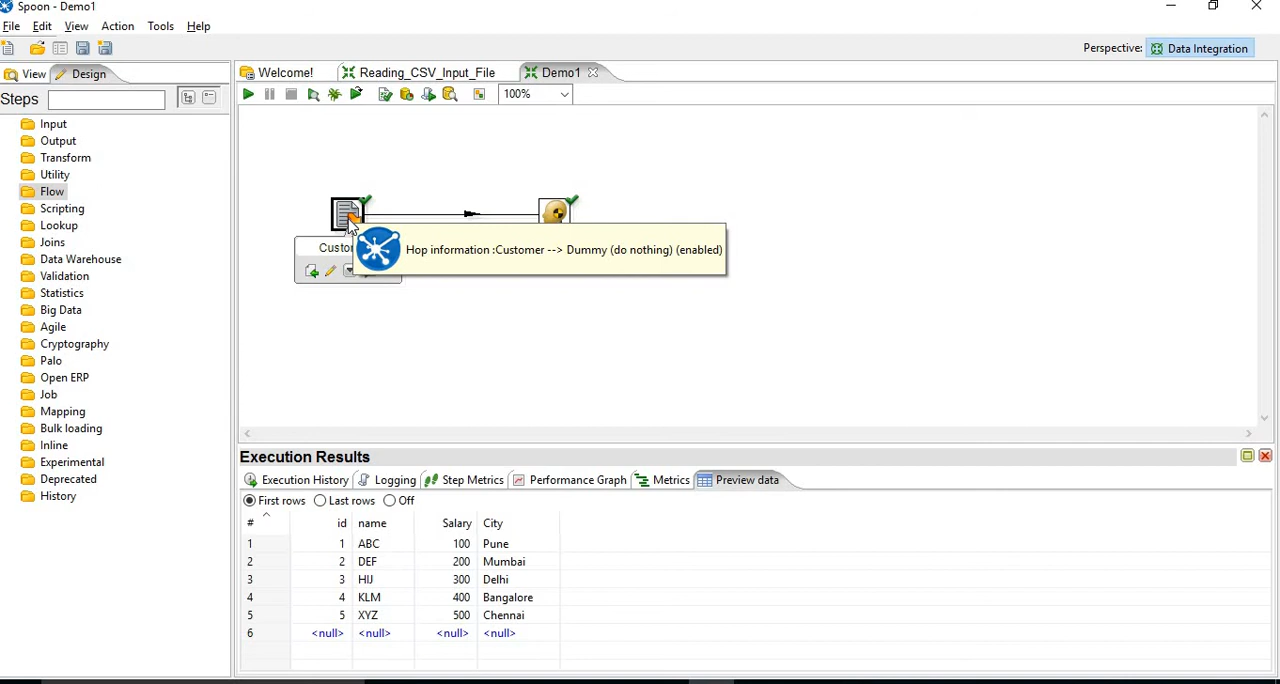 Spoon - Demo1
File Edit View Action Tools Help
Perspective: Data Integration
View Design
Welcome! Reading_CSV_Input_File Demo1
Steps
100%
Input
Output
Transform
Utility
Flow
Scripting
Lookup
Joins
Data Warehouse
Validation
Statistics
Big Data
Agile
Cryptography
Palo
Open ERP
Job
Mapping
Bulk loading
Inline
Experimental
Deprecated
History
Hop information :Customer --> Dummy (do nothing) (enabled)
Execution Results
Execution History Logging Step Metrics Performance Graph Metrics Preview data
First rows Last rows Off
# id name Salary City
1 1 ABC 100 Pune
2 2 DEF 200 Mumbai
3 3 HIJ 300 Delhi
4 4 KLM 400 Bangalore
5 5 XYZ 500 Chennai
6 <null> <null> <null> <null>